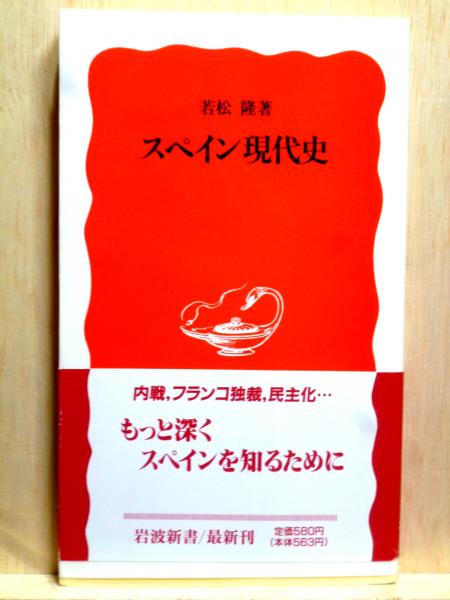 若松 隆著
スペイン現代史
内戦,フランコ独裁,民主化…
もっと深く
スペインを知るために
岩波新書/最新刊
定価580円
(本体563円)